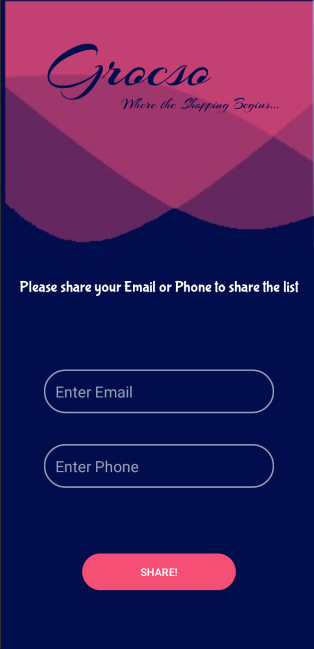 Grocso
Where the Shopping Begins...
Please share your Email or Phone to share the list
Enter Email
Enter Phone
SHARE!